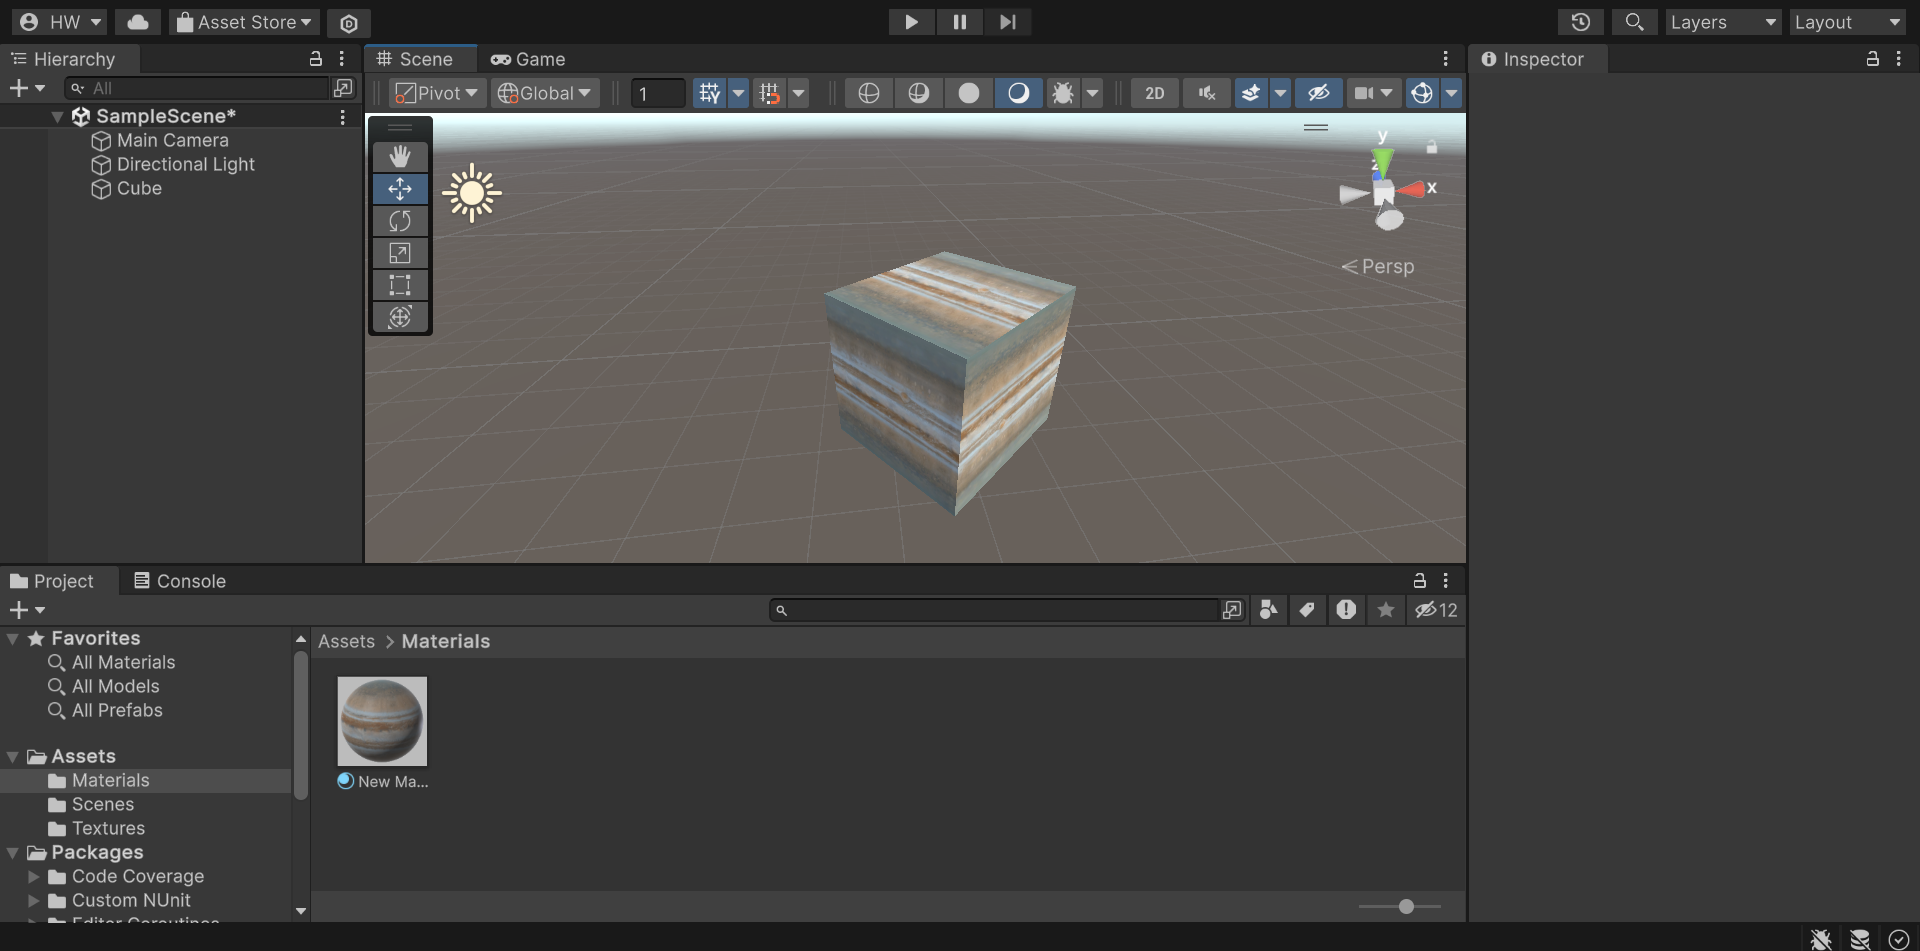 HW
Asset Store
Layers
Layout
Hierarchy
All
SampleScene*
Main Camera
Directional Light
Cube
Scene
Game
Pivot
Global
1
2D
y
z
x
Persp
Inspector
Project
Console
12
Favorites
All Materials
All Models
All Prefabs
Assets
Materials
Scenes
Textures
Packages
Code Coverage
Custom NUnit
Editor Coroutines
Assets > Materials
New Ma...